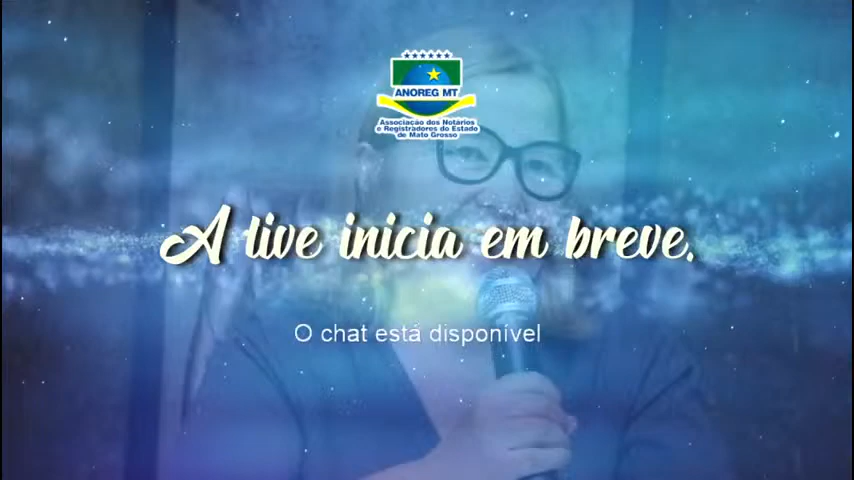 ANOREG MT
Associação dos Notários
e Registradores do Estado
de Mato Grosso
A live inicia em breve.
O chat está disponível